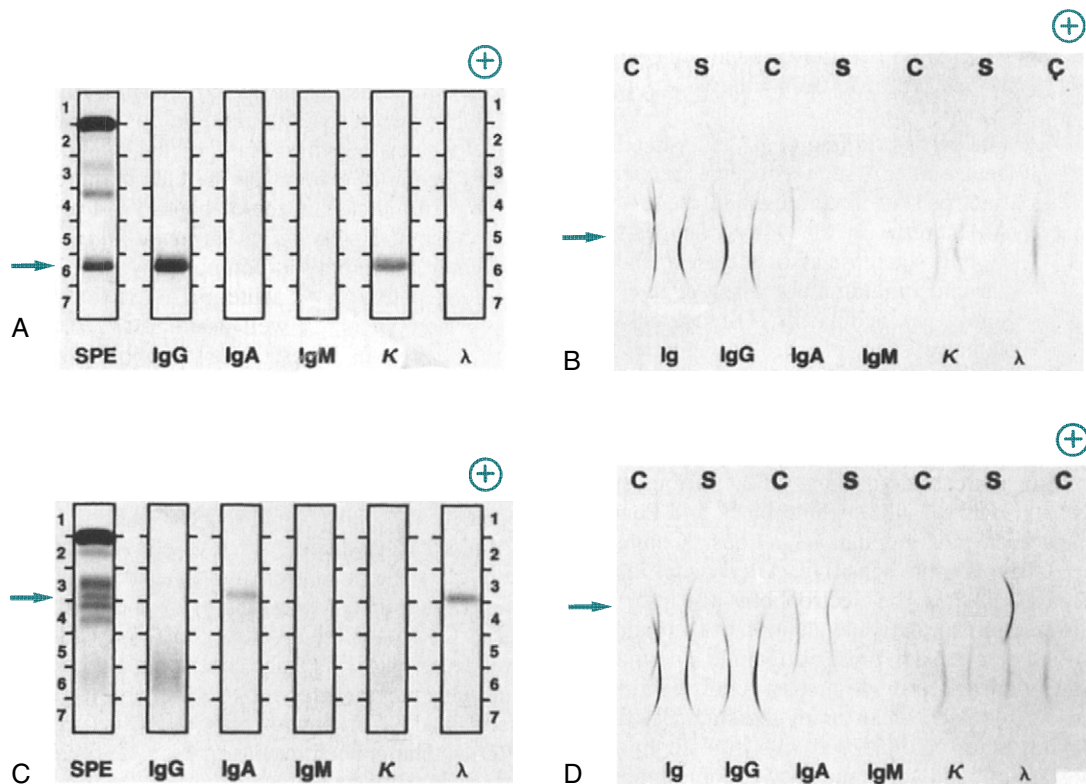 1 1
2 2
3 3
4 4
5 5
6 6
7 7
A
SPE IgG IgA IgM K λ
+
C S C S C S Ç
B
Ig IgG IgA IgM K λ
+
1 1
2 2
3 3
4 4
5 5
6 6
7 7
C
SPE IgG IgA IgM K λ
+
C S C S C S C
D
Ig IgG IgA IgM K λ
+